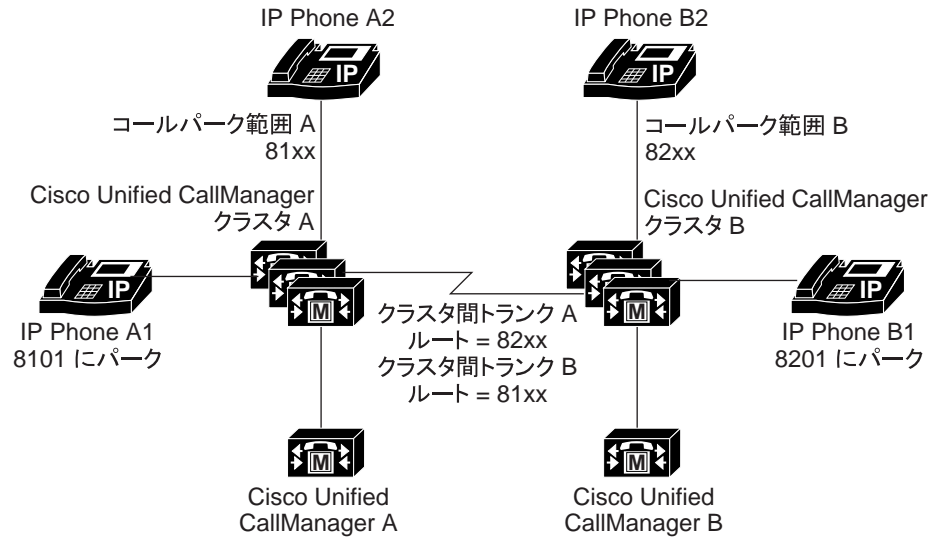 IP Phone A2
IP Phone B2
IP
IP
コールパーク範囲 A
81xx
コールパーク範囲 B
82xx
Cisco Unified CallManager
クラスタ A
Cisco Unified CallManager
クラスタ B
IP
M
M
IP
IP Phone A1
8101 にパーク
クラスタ間トランク A
ルート = 82xx
クラスタ間トランク B
ルート = 81xx
IP Phone B1
8201 にパーク
M
M
Cisco Unified
CallManager A
Cisco Unified
CallManager B